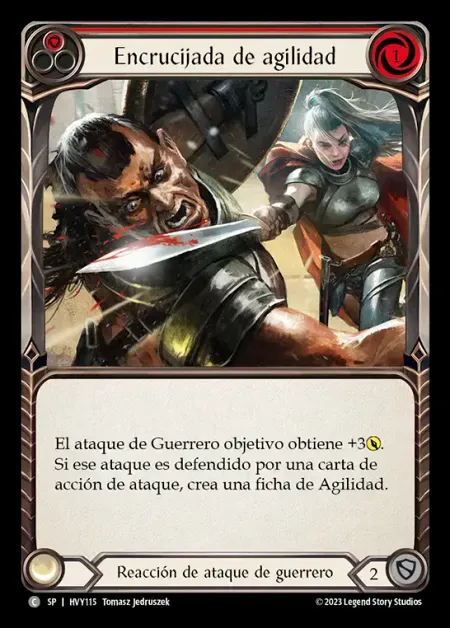 Encrucijada de agilidad
1
El ataque de Guerrero objetivo obtiene +3.
Si ese ataque es defendido por una carta de
acción de ataque, crea una ficha de Agilidad.
Reacción de ataque de guerrero
2
C SP | HVY115 Tomasz Jedruszek
© 2023 Legend Story Studios